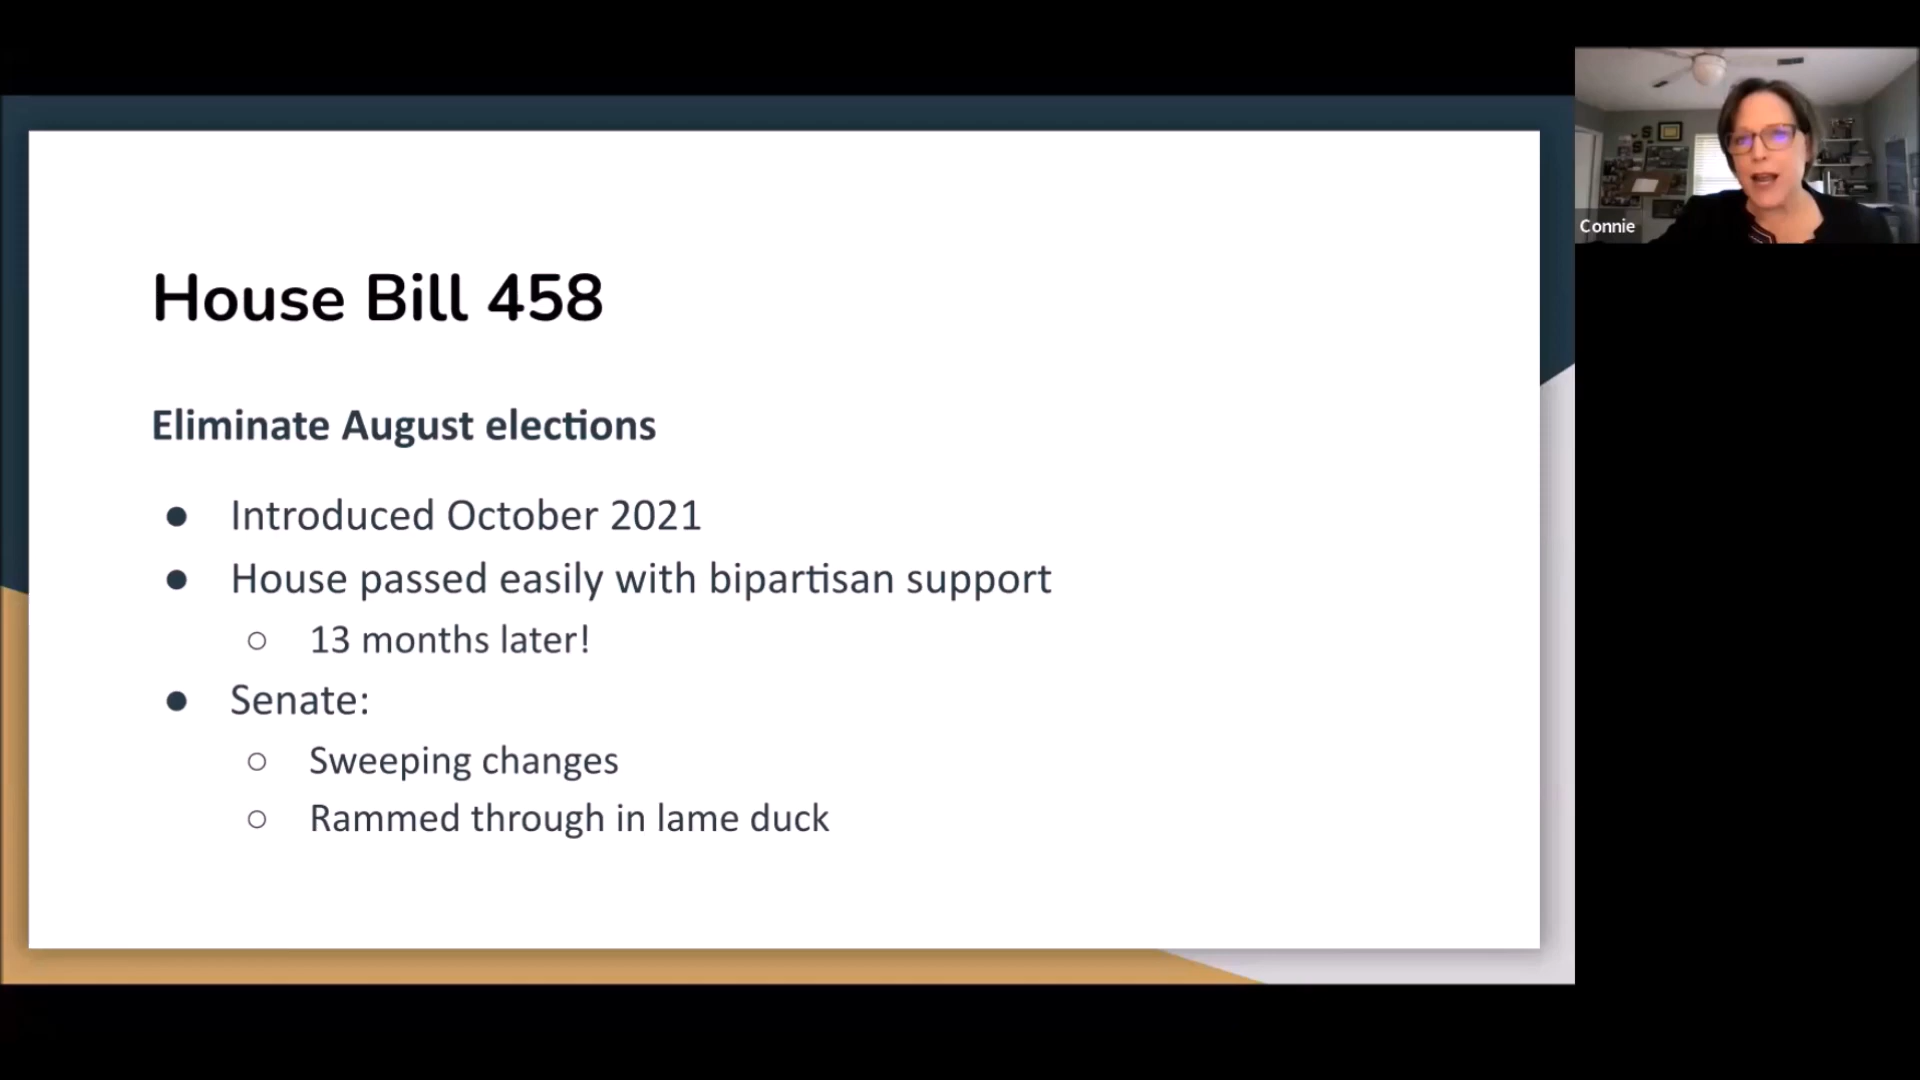 House Bill 458
Eliminate August elections
● Introduced October 2021
● House passed easily with bipartisan support
○ 13 months later!
● Senate:
○ Sweeping changes
○ Rammed through in lame duck
Connie